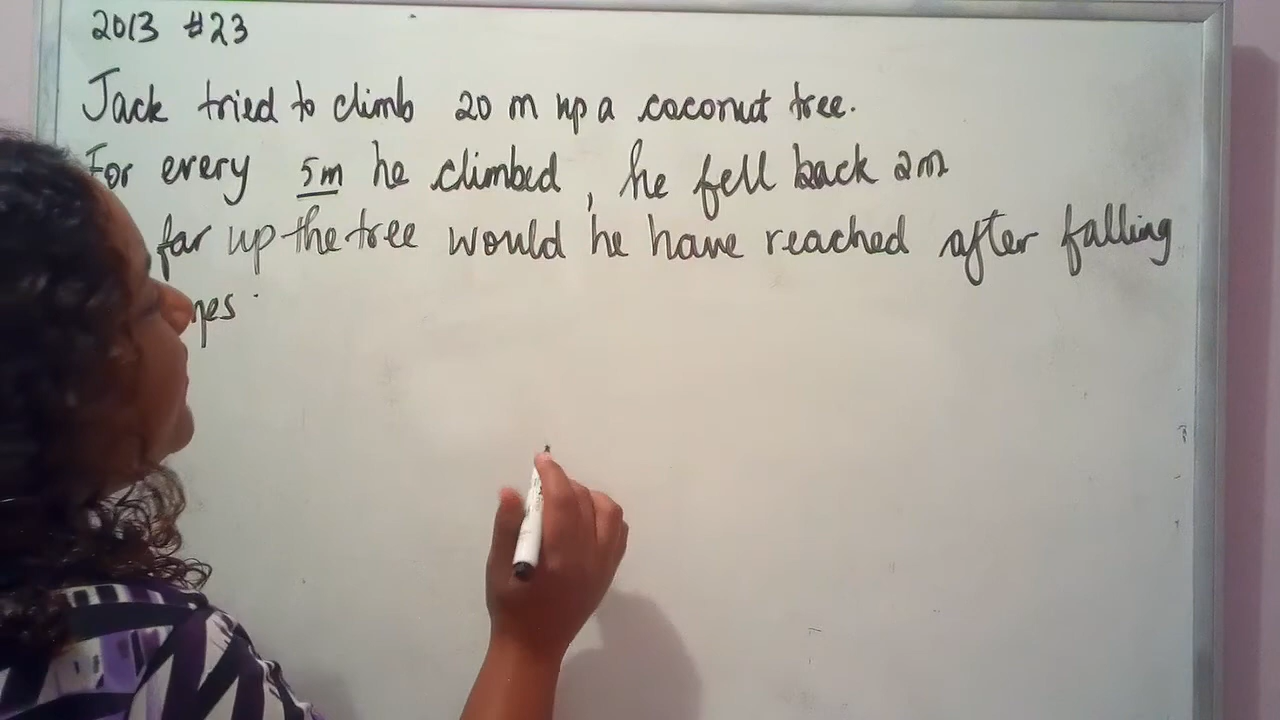 2013 #23
Jack tried to climb 20 m up a coconut tree.
For every 5m he climbed, he fell back 2m
far up the tree would he have reached after falling